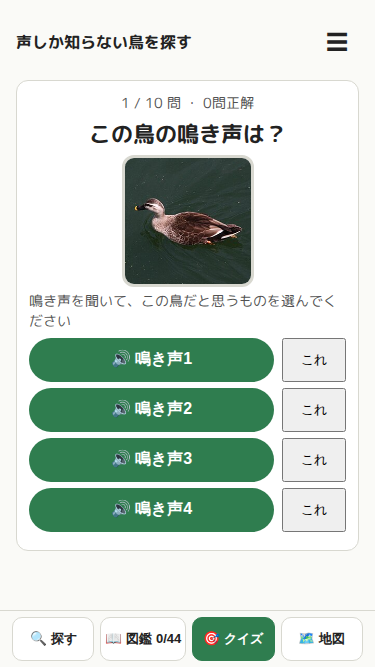 声しか知らない鳥を探す
☰
1 / 10 問 · 0問正解
この鳥の鳴き声は？
鳴き声を聞いて、この鳥だと思うものを選んでく
ださい
🔊 鳴き声1 これ
🔊 鳴き声2 これ
🔊 鳴き声3 これ
🔊 鳴き声4 これ
🔍 探す 📖 図鑑 0/44 🎯 クイズ 🗺️ 地図